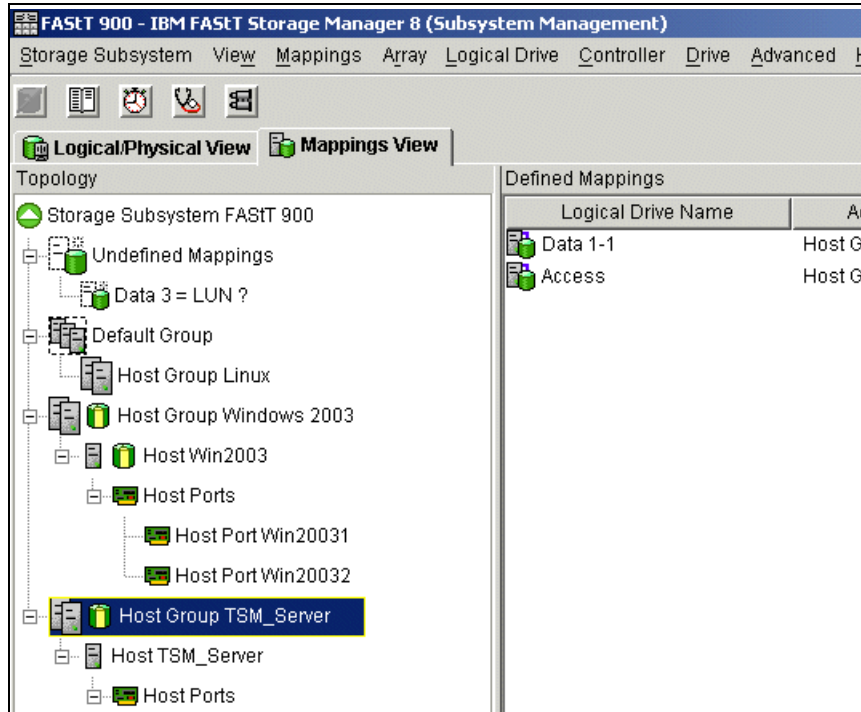 FAStT 900 - IBM FAStT Storage Manager 8 (Subsystem Management)
Storage Subsystem View Mappings Array Logical Drive Controller Drive Advanced
Logical/Physical View Mappings View
Topology
Defined Mappings
Storage Subsystem FAStT 900
Undefined Mappings
Data 3 = LUN ?
Default Group
Host Group Linux
Host Group Windows 2003
Host Win2003
Host Ports
Host Port Win20031
Host Port Win20032
Host Group TSM_Server
Host TSM_Server
Host Ports
Logical Drive Name
Data 1-1 Host
Access Host